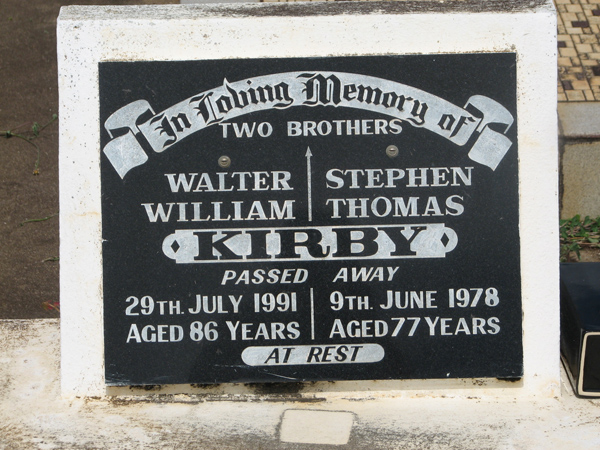 In Loving Memory of
TWO BROTHERS
WALTER STEPHEN
WILLIAM THOMAS
KIRBY
PASSED AWAY
29TH. JULY 1991 9TH. JUNE 1978
AGED 86 YEARS AGED 77 YEARS
AT REST